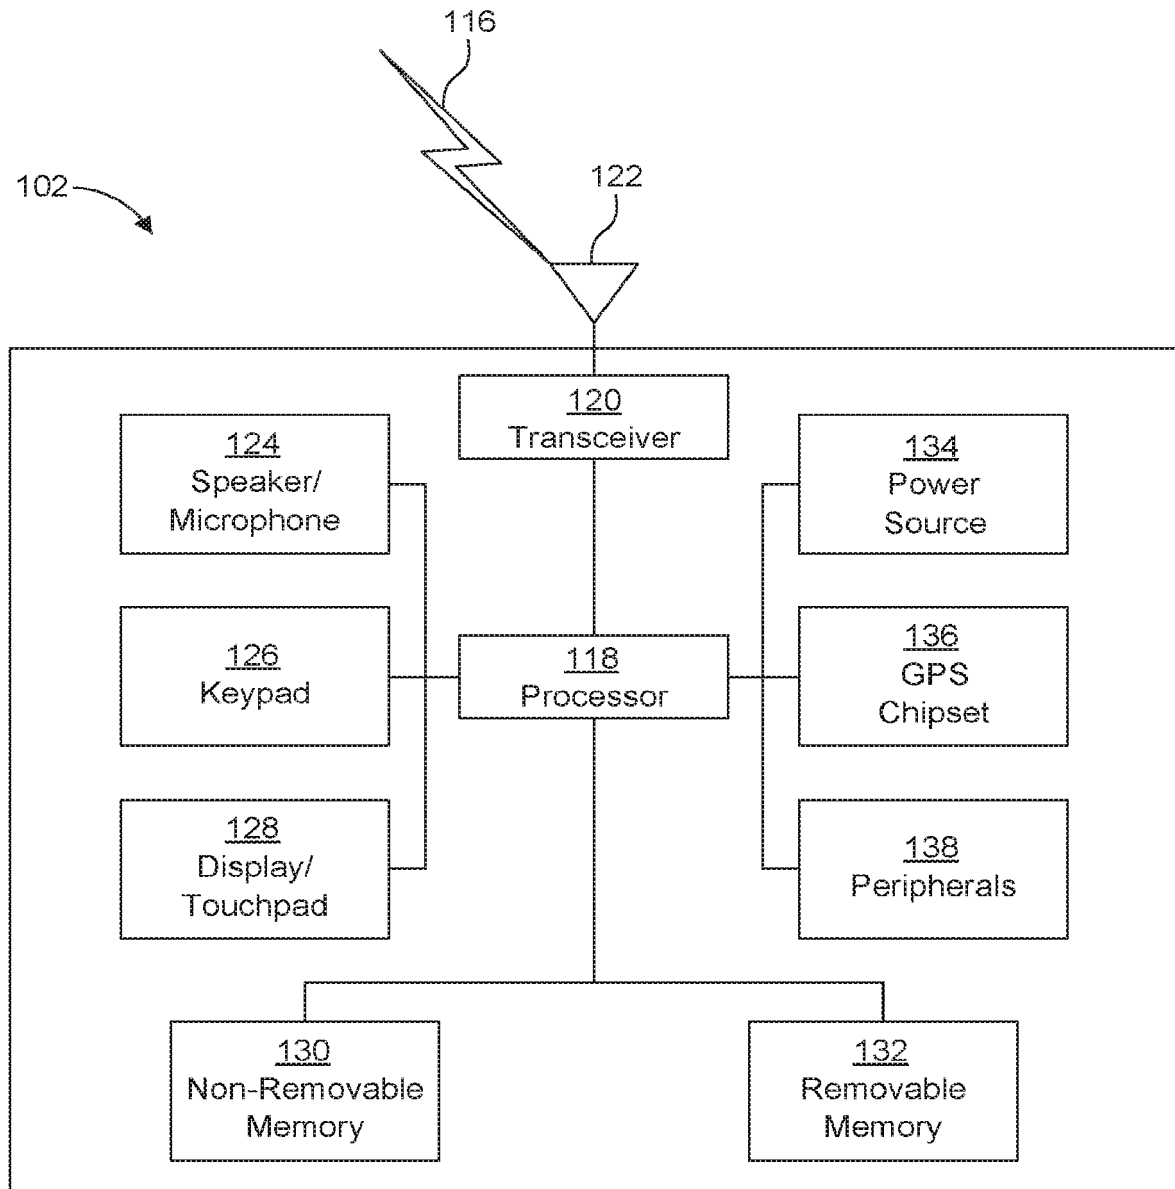 116
102
122
120
Transceiver
124
Speaker/
Microphone
134
Power
Source
126
Keypad
118
Processor
136
GPS
Chipset
128
Display/
Touchpad
138
Peripherals
130
Non-Removable
Memory
132
Removable
Memory